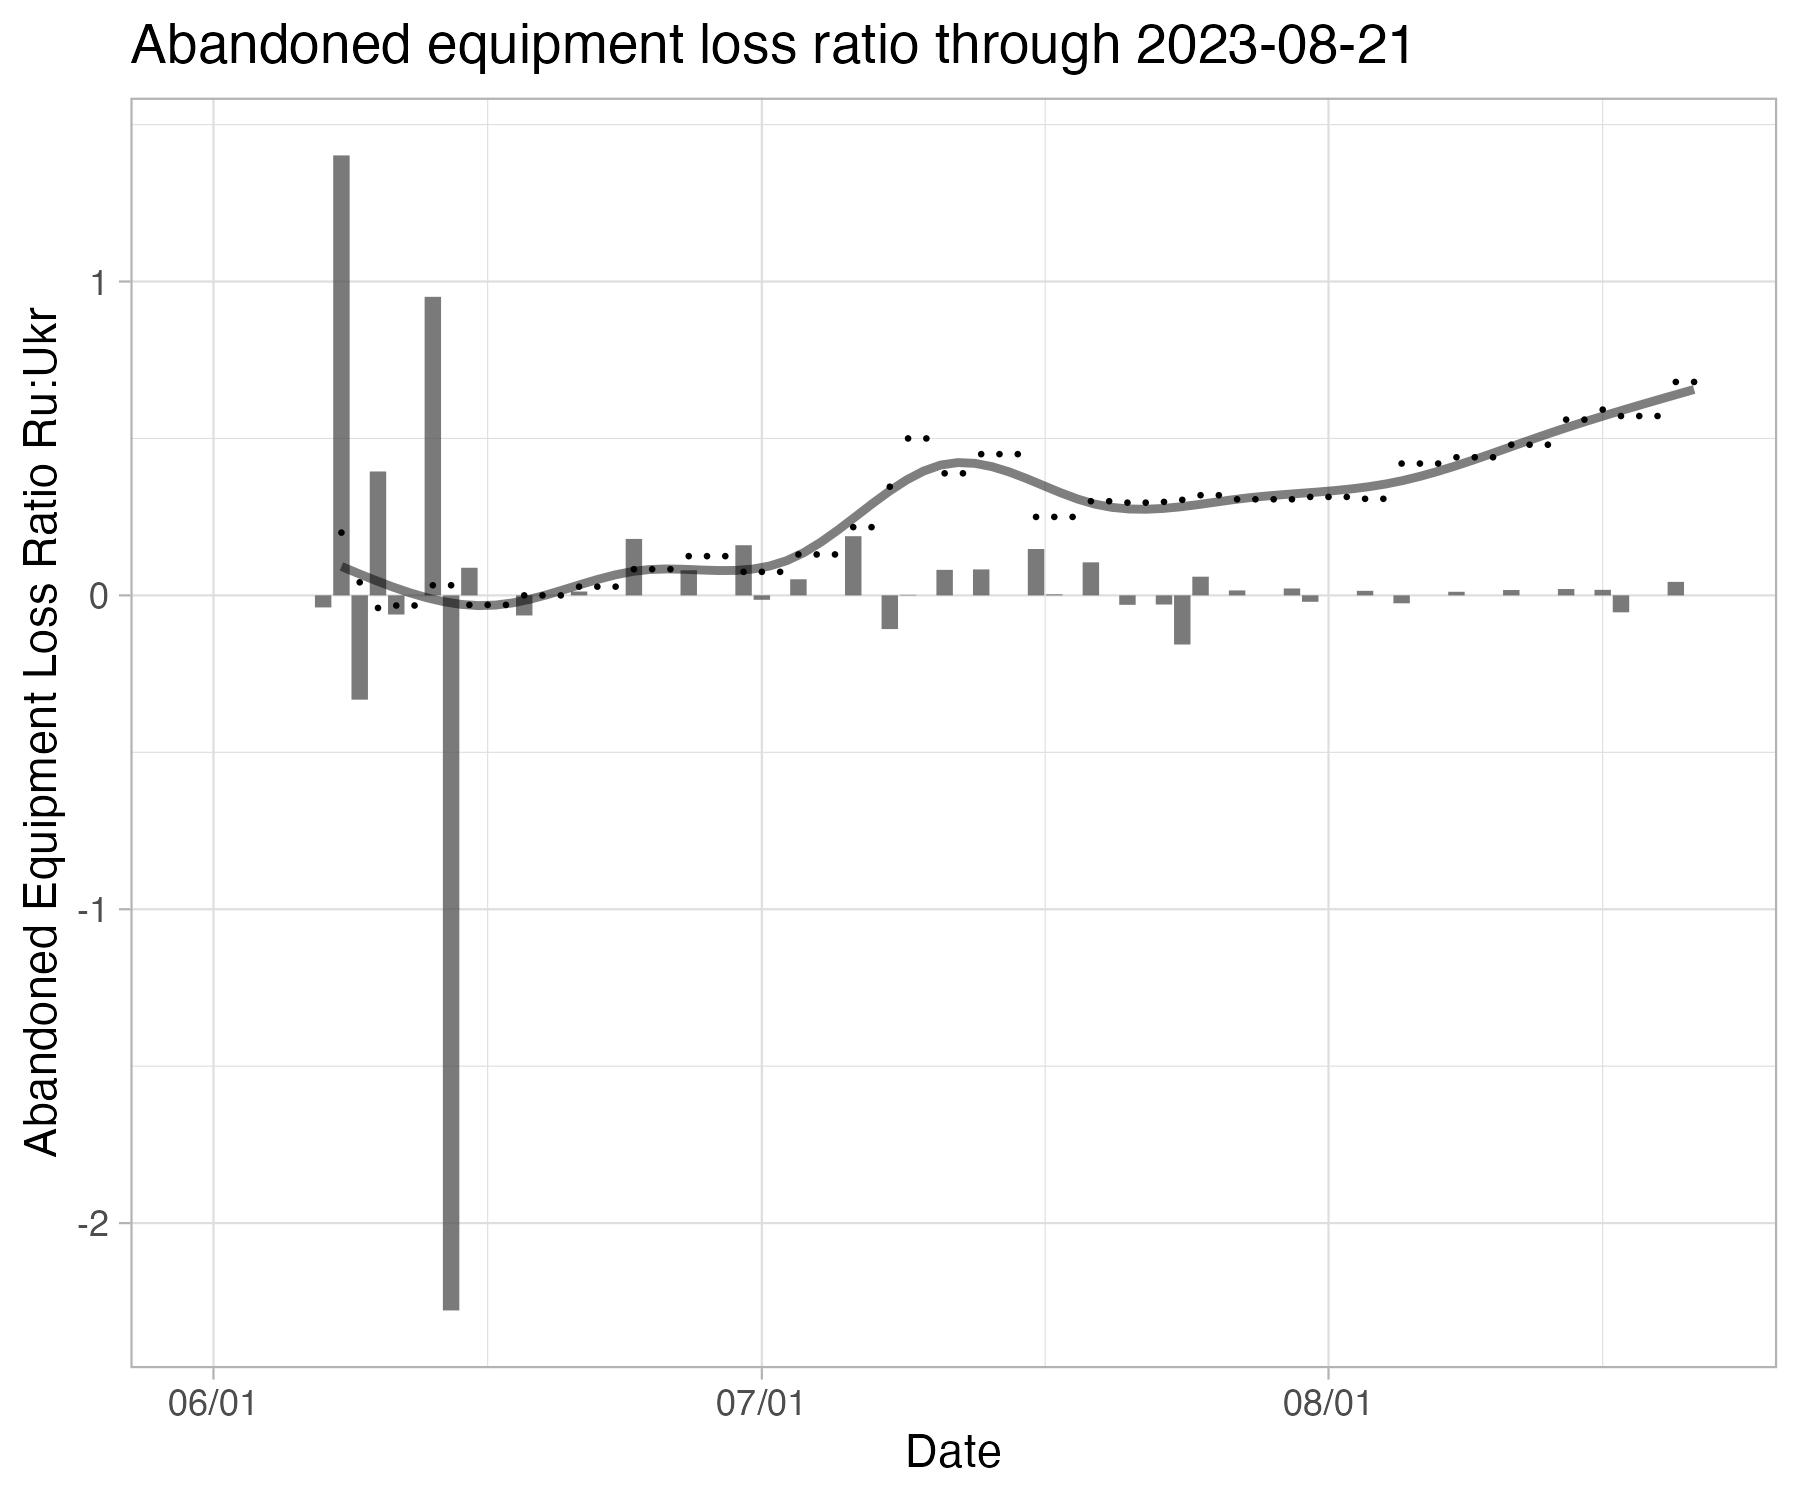 Abandoned equipment loss ratio through 2023-08-21
Abandoned Equipment Loss Ratio Ru:Ukr
1
0
-1
-2
06/01
07/01
08/01
Date